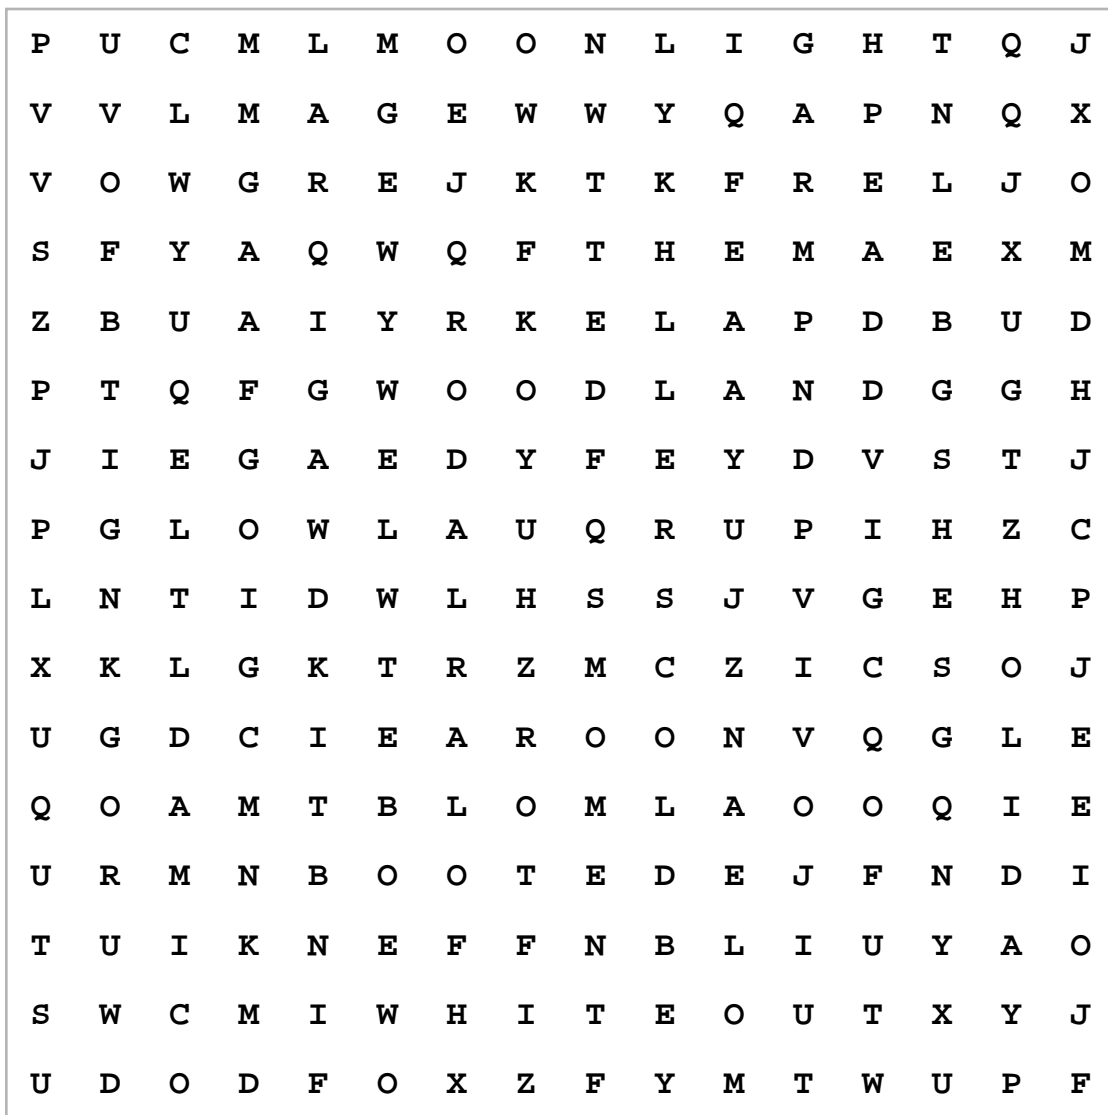 P U C M L M O O N L I G H T Q J
V V L M A G E W W Y Q A P N Q X
V O W G R E J K T K F R E L J O
S F Y A Q W Q F T H E M A E X M
Z B U A I Y R K E L A P D B U D
P T Q F G W O O D L A N D G G H
J I E G A E D Y F E Y D V S T J
P G L O W L A U Q R U P I H Z C
L N T I D W L H S S J V G E H P
X K L G K T R Z M C Z I C S O J
U G D C I E A R O O N V Q G L E
Q O A M T B L O M L A O O Q I E
U R M N B O O T E D E J F N D I
T U I K N E F F N B L I U Y A O
S W C M I W H I T E O U T X Y J
U D O D F O X Z F Y M T W U P F